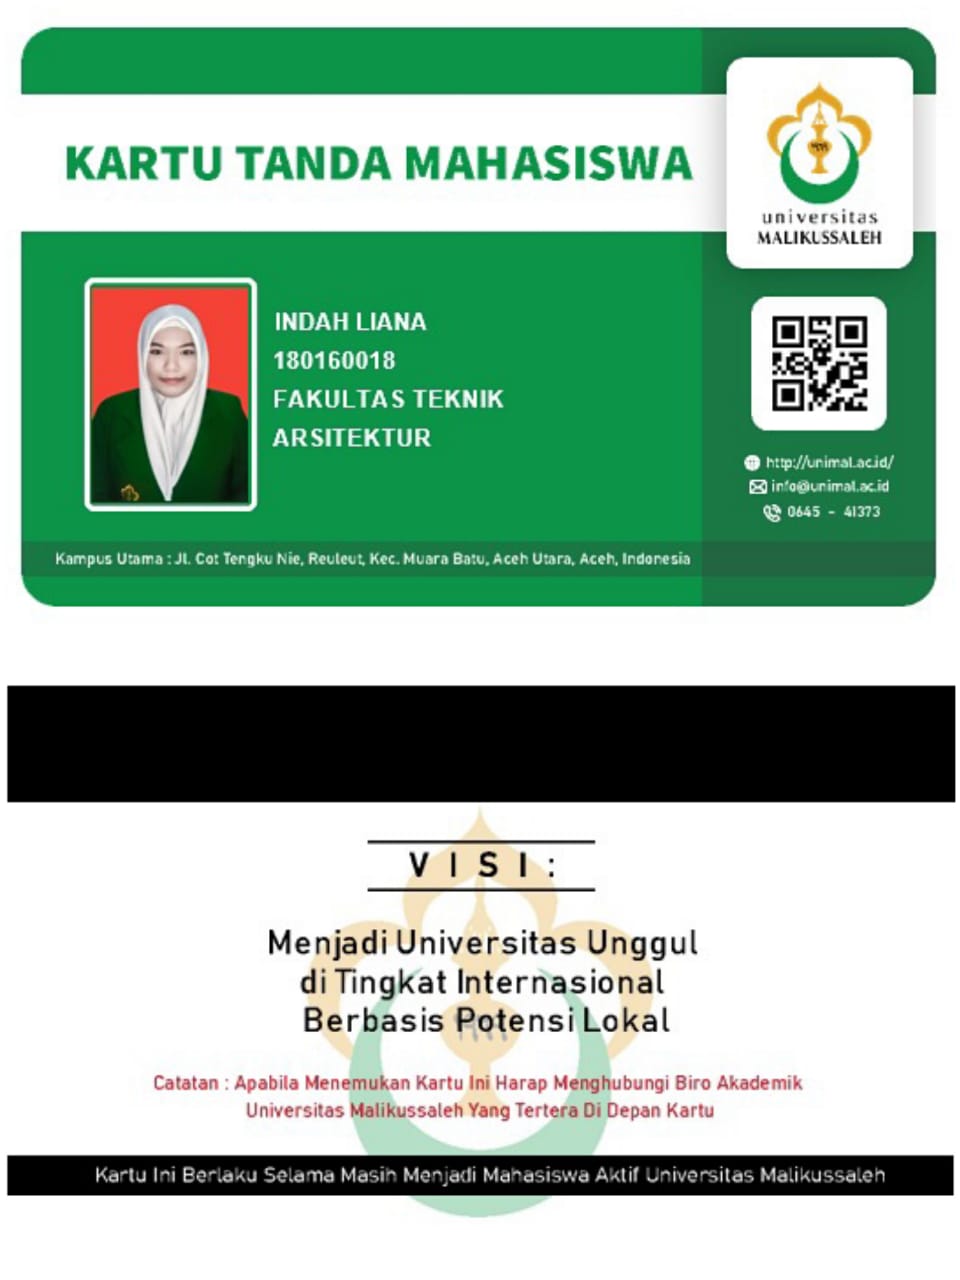 KARTU TANDA MAHASISWA
universitas
MALIKUSSALEH
INDAH LIANA
180160018
FAKULTAS TEKNIK
ARSITEKTUR
http://unimal.ac.id/
info@unimal.ac.id
0645 - 41373
Kampus Utama : Jl. Cot Tengku Nie, Reuleut, Kec. Muara Batu, Aceh Utara, Aceh, Indonesia
VISI:
Menjadi Universitas Unggul
di Tingkat Internasional
Berbasis Potensi Lokal
Catatan : Apabila Menemukan Kartu Ini Harap Menghubungi Biro Akademik
Universitas Malikussaleh Yang Tertera Di Depan Kartu
Kartu Ini Berlaku Selama Masih Menjadi Mahasiswa Aktif Universitas Malikussaleh